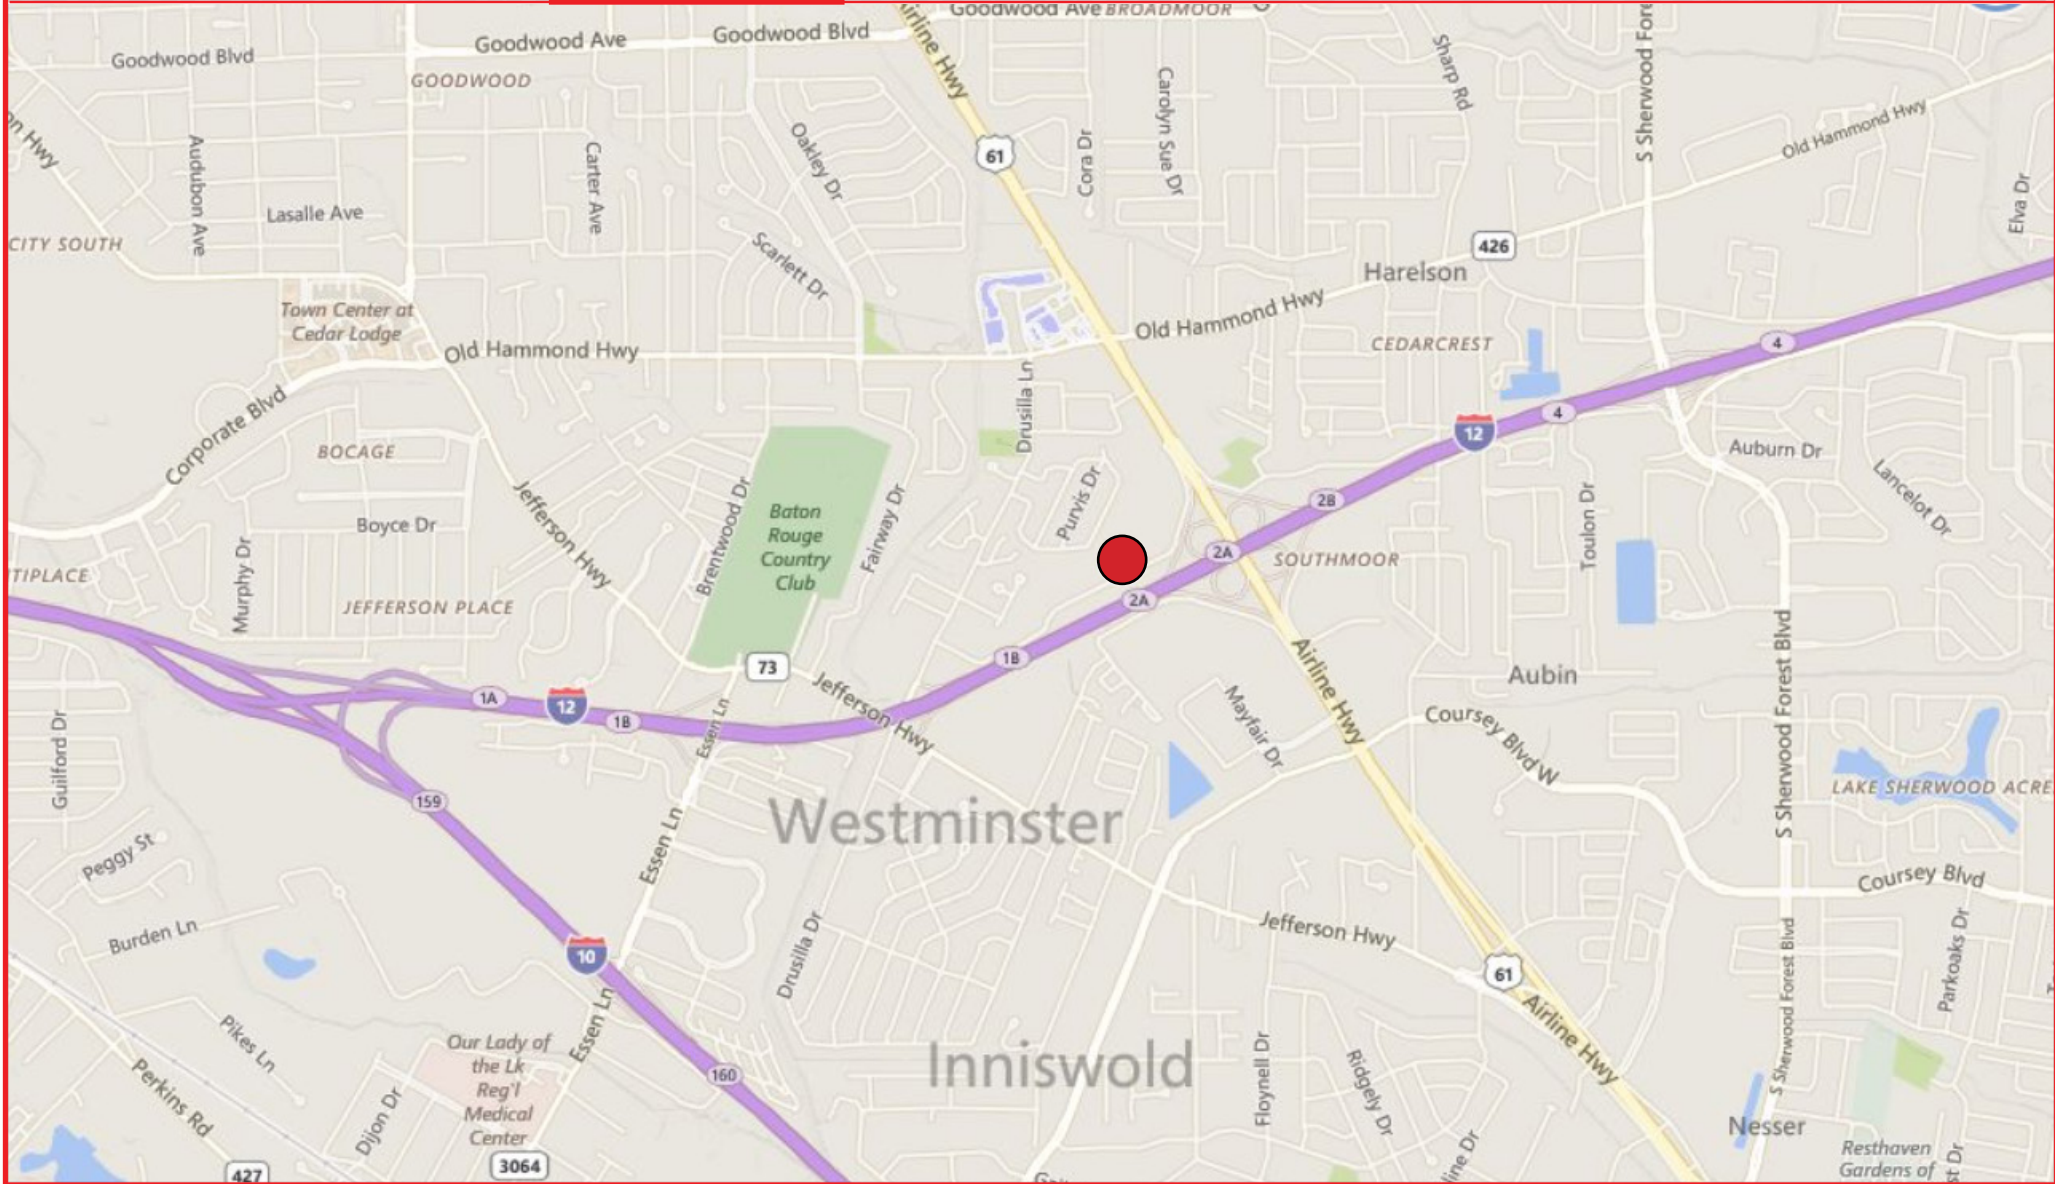 Goodwood Ave
BROADMOOR
Goodwood Blvd
Goodwood Ave
Goodwood Blvd
GOODWOOD
Airline Hwy
Sharp Rd
S Sherwood
Old Hammond Hwy
Carolyn Sue Dr
Cora Dr
61
Oakley Dr
Carter Ave
Audubon Ave
Lasalle Ave
Elva Dr
CITY SOUTH
Scarlett Dr
426
Harelson
Town Center at
Cedar Lodge
Old Hammond Hwy
Old Hammond Hwy
CEDARCREST
4
4
12
Drusilla Ln
Corporate Blvd
BOCAGE
Auburn Dr
Lancelot Dr
Jefferson Hwy
Brentwood Dr
Baton
Rouge
Country
Club
Fairway Dr
Purvis Dr
2B
2A
2A
SOUTHMOOR
Toulon Dr
Boyce Dr
Murphy Dr
TIPLACE
JEFFERSON PLACE
1B
73
Jefferson Hwy
Airline Hwy
Aubin
S Sherwood Forest Blvd
1A
12
1B
Essen Ln
Mayfair Dr
Coursey Blvd W
Guilford Dr
159
LAKE SHERWOOD ACRE
Westminster
Essen Ln
Peggy St
Coursey Blvd
Burden Ln
Drusilla Dr
Jefferson Hwy
10
61
S Sherwood Forest Blvd
Parkoaks Dr
Essen Ln
Airline Hwy
Pikes Ln
Our Lady of
the Lk
Reg'l
Medical
Center
160
Inniswold
Floynell Dr
Ridgely Dr
Perkins Rd
Dijon Dr
Nesser
Resthaven
Gardens of
427
3064